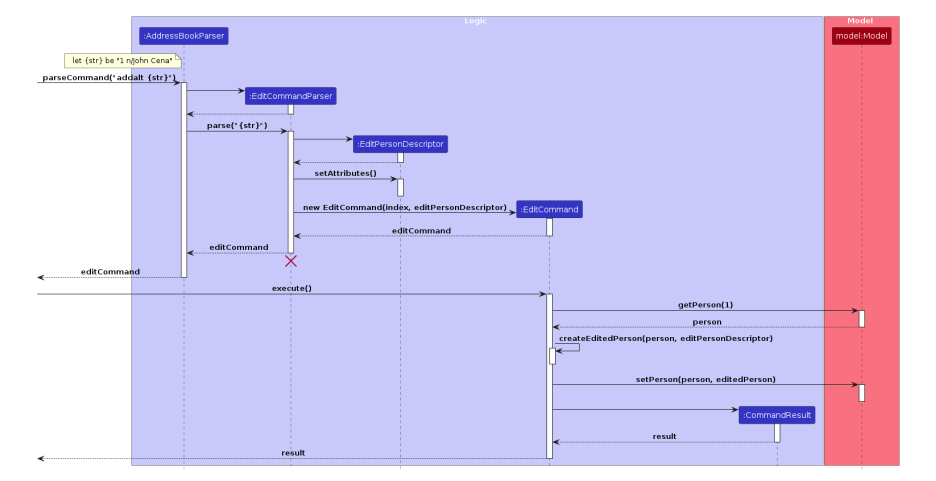 Logic
Model
:AddressBookParser
model:Model
let {str} be "1 n/John Cena"
parseCommand("addalt {str}")
:EditCommandParser
parse("{str}")
:EditPersonDescriptor
setAttributes()
new EditCommand(index, editPersonDescriptor)
:EditCommand
editCommand
editCommand
editCommand
execute()
getPerson(1)
person
createEditedPerson(person, editPersonDescriptor)
setPerson(person, editedPerson)
:CommandResult
result
result